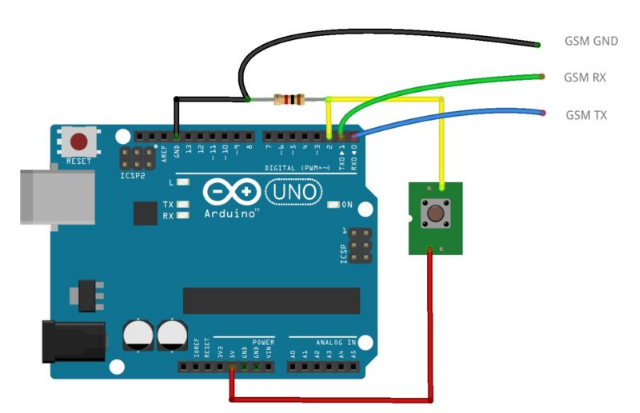 GSM GND
GSM RX
GSM TX
RESET
ICSP2
AREF
GND
13
12
~11
~10
~9
8
7
~6
~5
4
~3
2
TXD▶1
RXD◀0
DIGITAL (PWM=~)
L
TX
RX
Arduino™
UNO
ON
1
ICSP
POWER
ANALOG IN
IOREF
RESET
3V3
5V
GND
GND
VIN
A0
A1
A2
A3
A4
A5